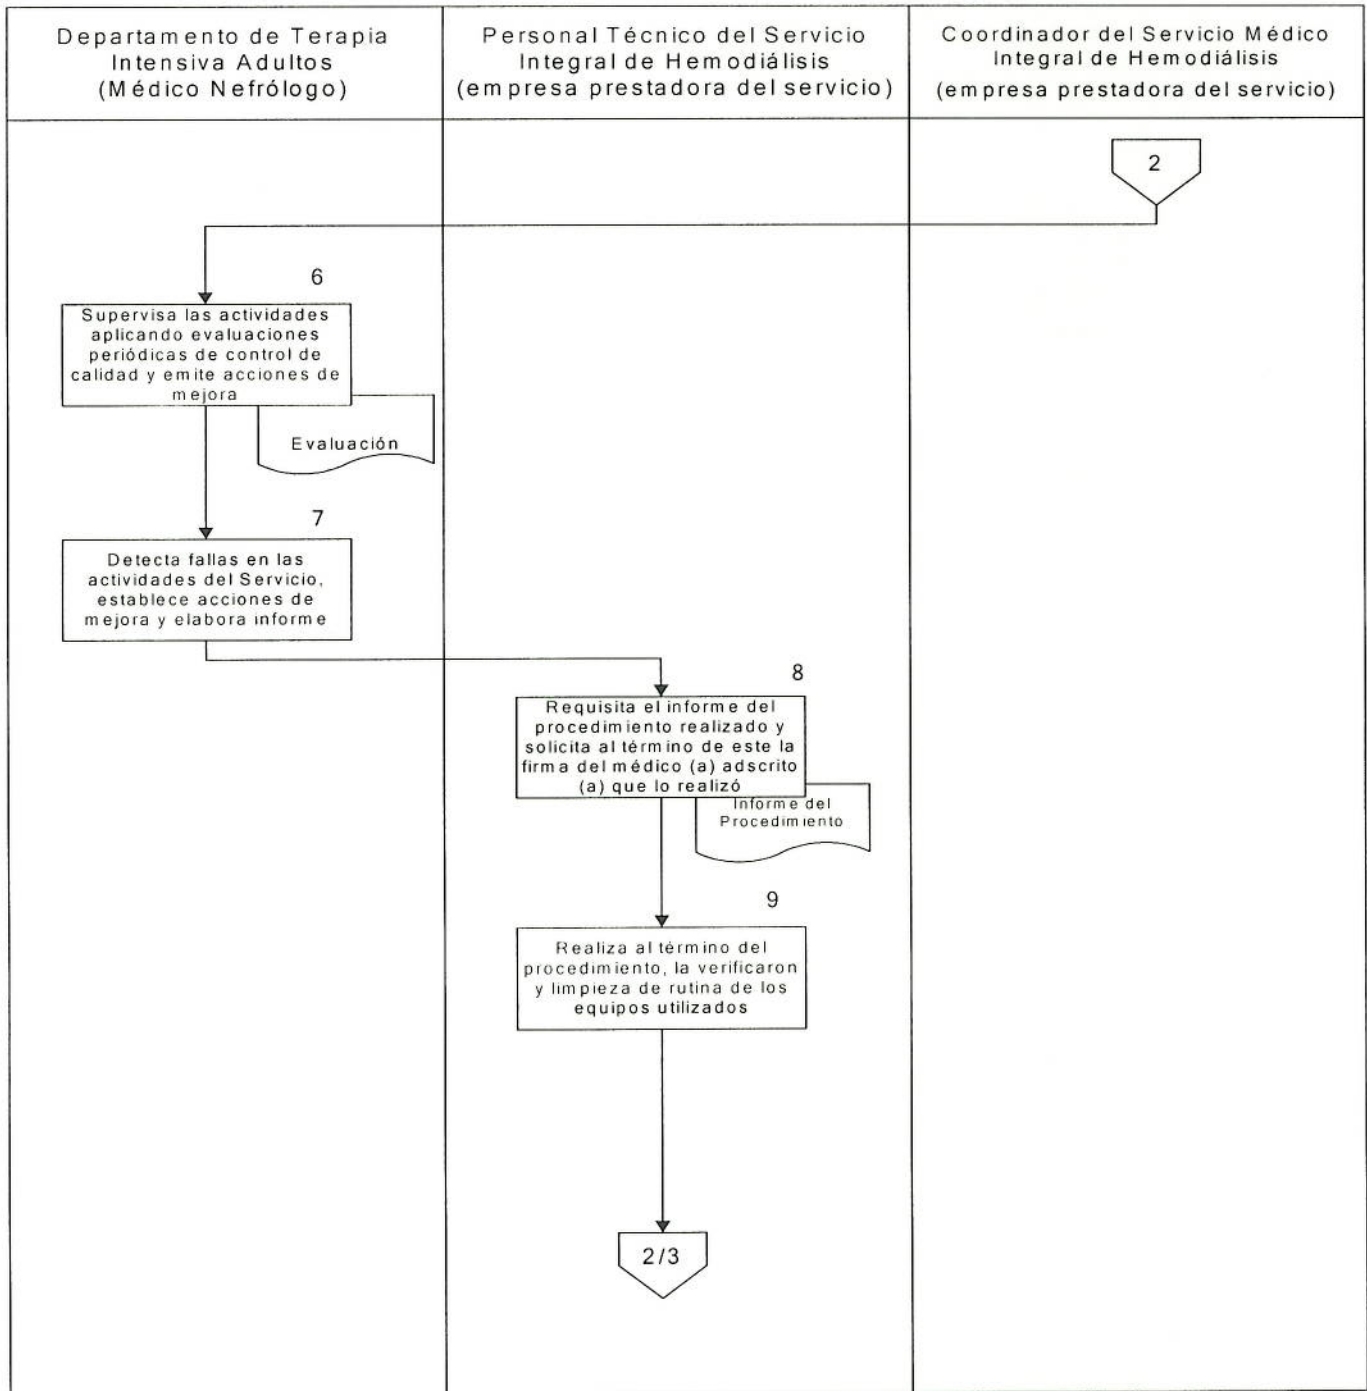 Departamento de Terapia
Intensiva Adultos
(Médico Nefrólogo)
Personal Técnico del Servicio
Integral de Hemodiálisis
(empresa prestadora del servicio)
Coordinador del Servicio Médico
Integral de Hemodiálisis
(empresa prestadora del servicio)
2
6
Supervisa las actividades
aplicando evaluaciones
periódicas de control de
calidad y emite acciones de
mejora
Evaluación
7
Detecta fallas en las
actividades del Servicio,
establece acciones de
mejora y elabora informe
8
Requisita el informe del
procedimiento realizado y
solicita al término de este la
firma del médico (a) adscrito
(a) que lo realizó
Informe del
Procedimiento
9
Realiza al término del
procedimiento, la verificaron
y limpieza de rutina de los
equipos utilizados
2/3